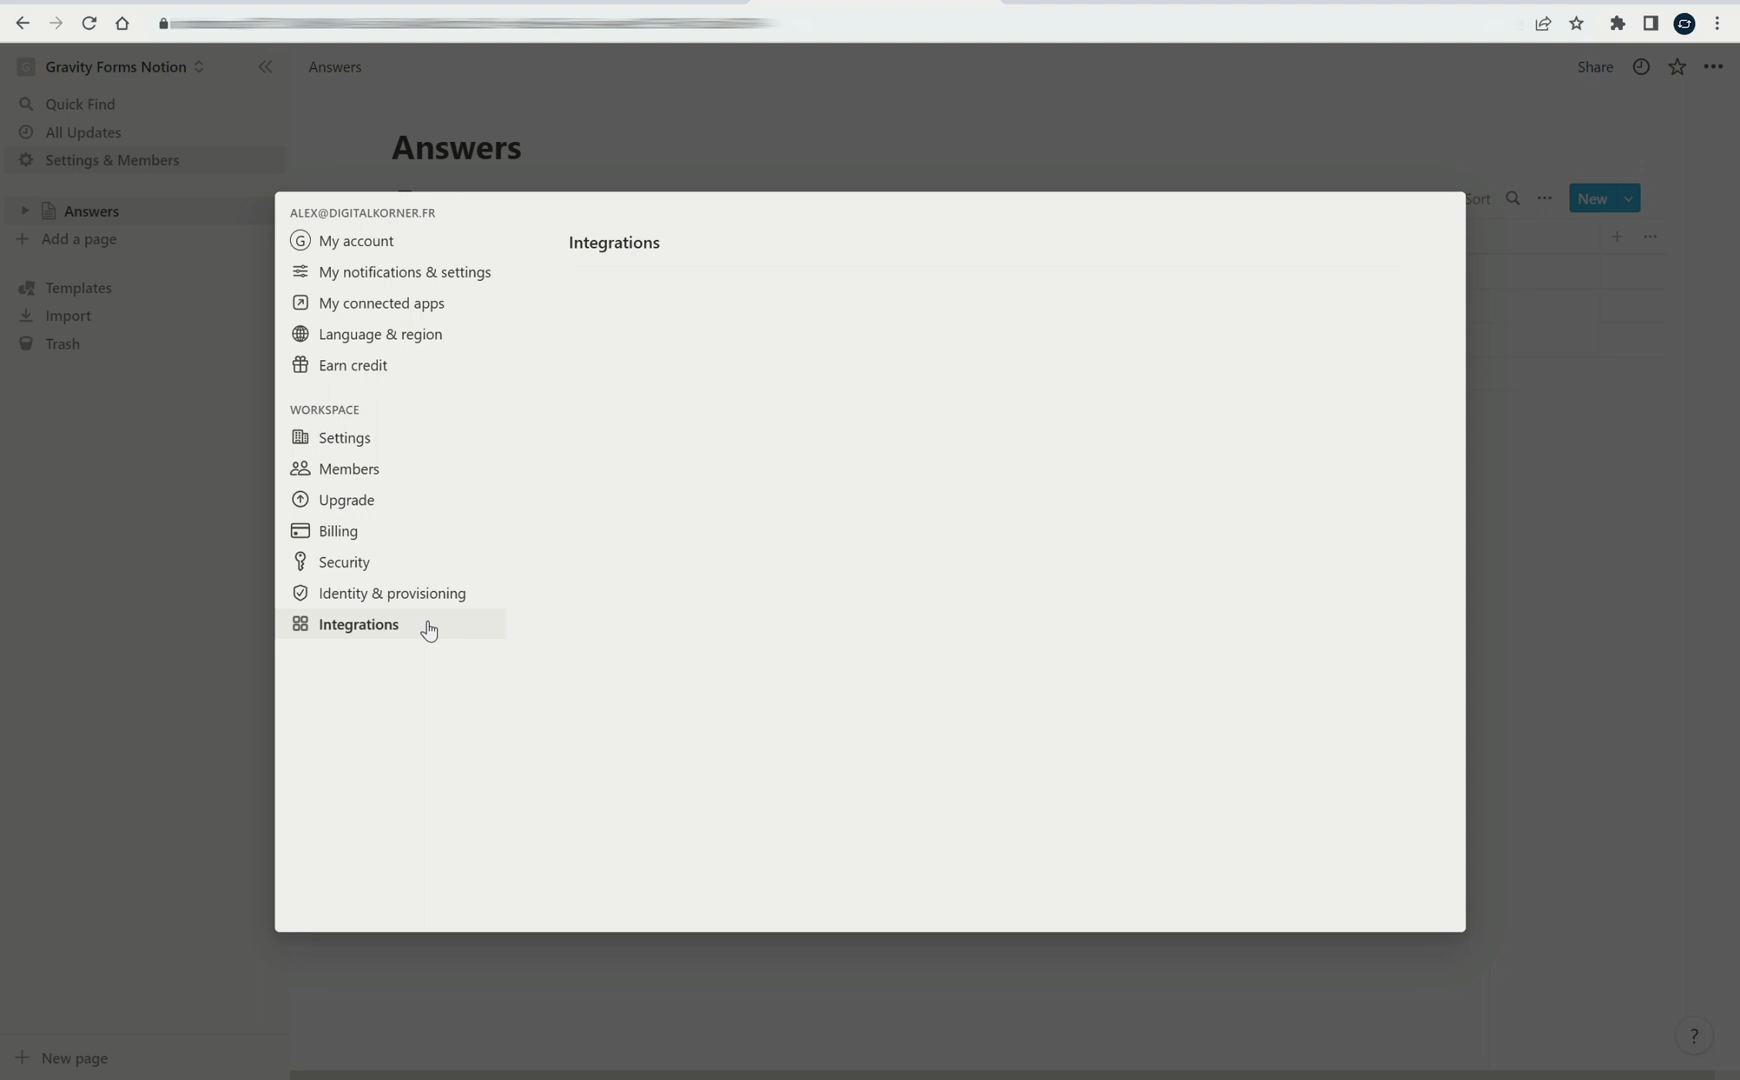 Gravity Forms Notion
Answers
Share
Quick Find
All Updates
Settings & Members
Answers
Add a page
Templates
Import
Trash
New page
Answers
Sort
New
ALEX@DIGITALKORNER.FR
My account
My notifications & settings
My connected apps
Language & region
Earn credit
WORKSPACE
Settings
Members
Upgrade
Billing
Security
Identity & provisioning
Integrations
Integrations
?